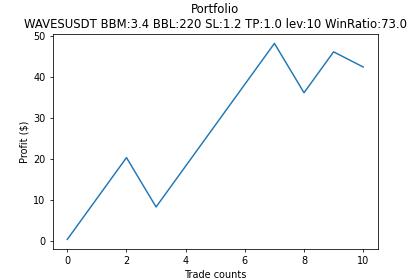 Portfolio
WAVESUSDT BBM:3.4 BBL:220 SL:1.2 TP:1.0 lev:10 WinRatio:73.0
50
40
30
20
10
0
Profit ($)
0 2 4 6 8 10
Trade counts